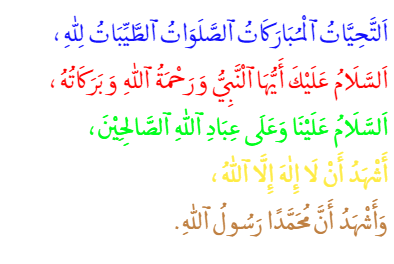 اَلتَّحِيَّاتُ ٱلْمُبَارَكَاتُ ٱلصَّلَوَاتُ ٱلطَّيِّبَاتُ لِلّٰهِ،
اَلسَّلَامُ عَلَيْكَ أَيُّهَا ٱلْنَّبِيُّ وَرَحْمَةُ ٱللّٰهِ وَبَرَكَاتُهُ،
اَلسَّلَامُ عَلَيْنَا وَعَلَى عِبَادِ ٱللّٰهِ ٱلصَّالِحِيْنَ،
أَشْهَدُ أَنْ لَا إِلٰهَ إِلَّا ٱللّٰهُ،
وَأَشْهَدُ أَنَّ مُحَمَّدًا رَسُولُ ٱللّٰهِ.